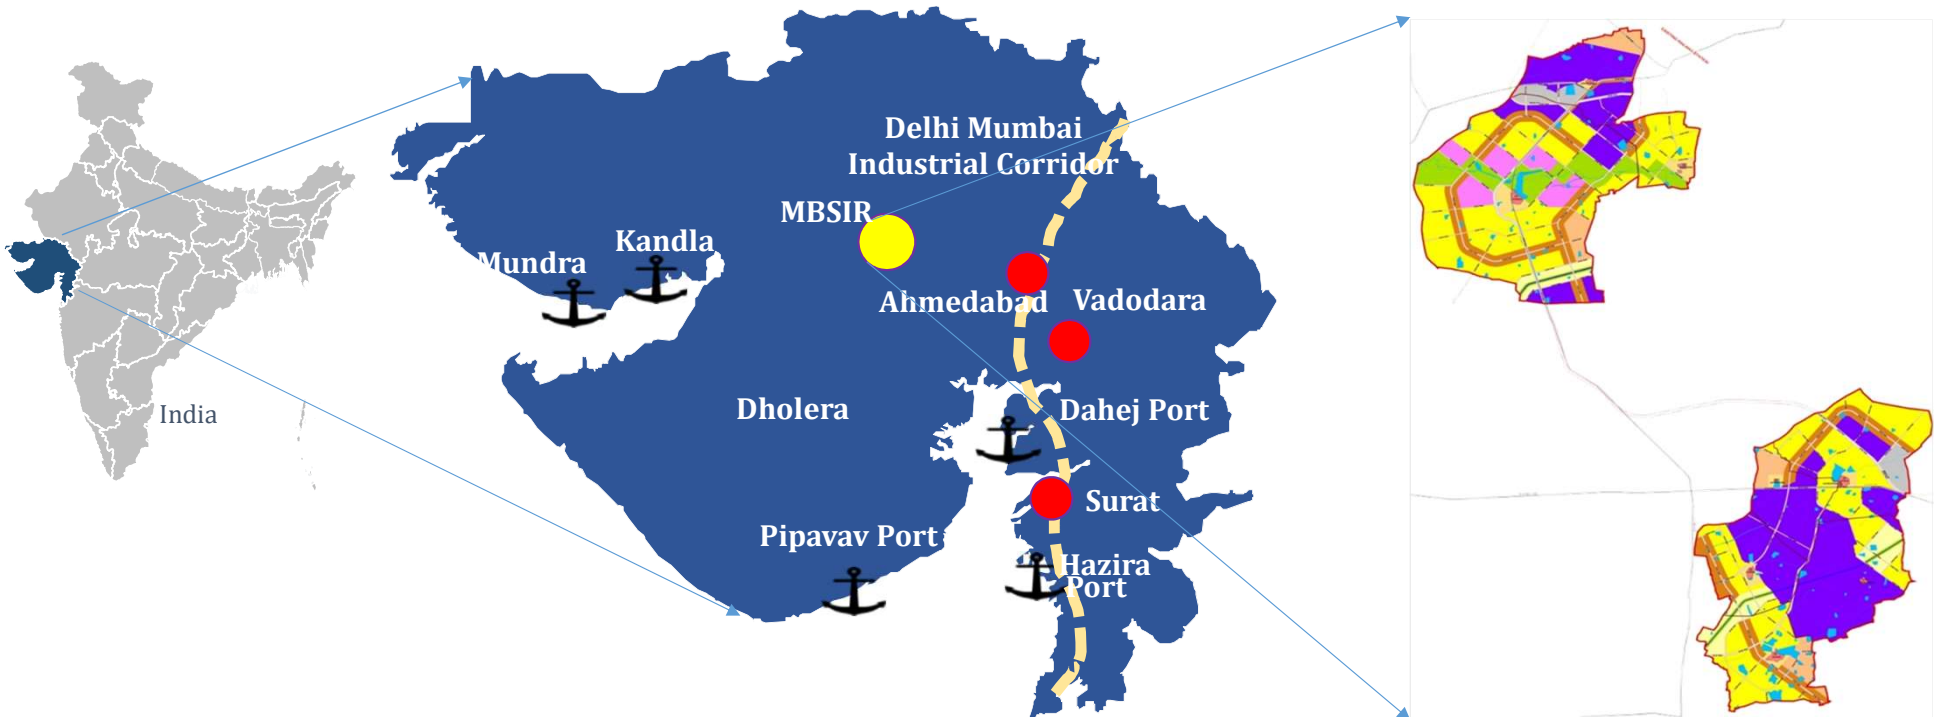 Delhi Mumbai
Industrial Corridor
MBSIR
Kandla
Mundra
Ahmedabad
Vadodara
Dholera
Dahej Port
India
Surat
Pipavav Port
Hazira
Port